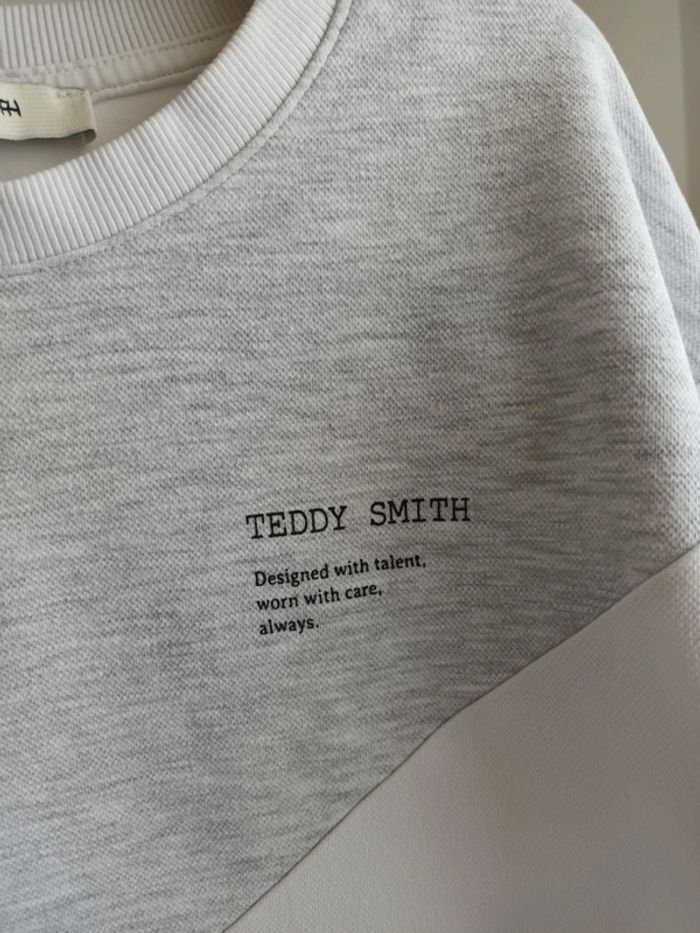 TEDDY SMITH
Designed with talent,
worn with care,
always.